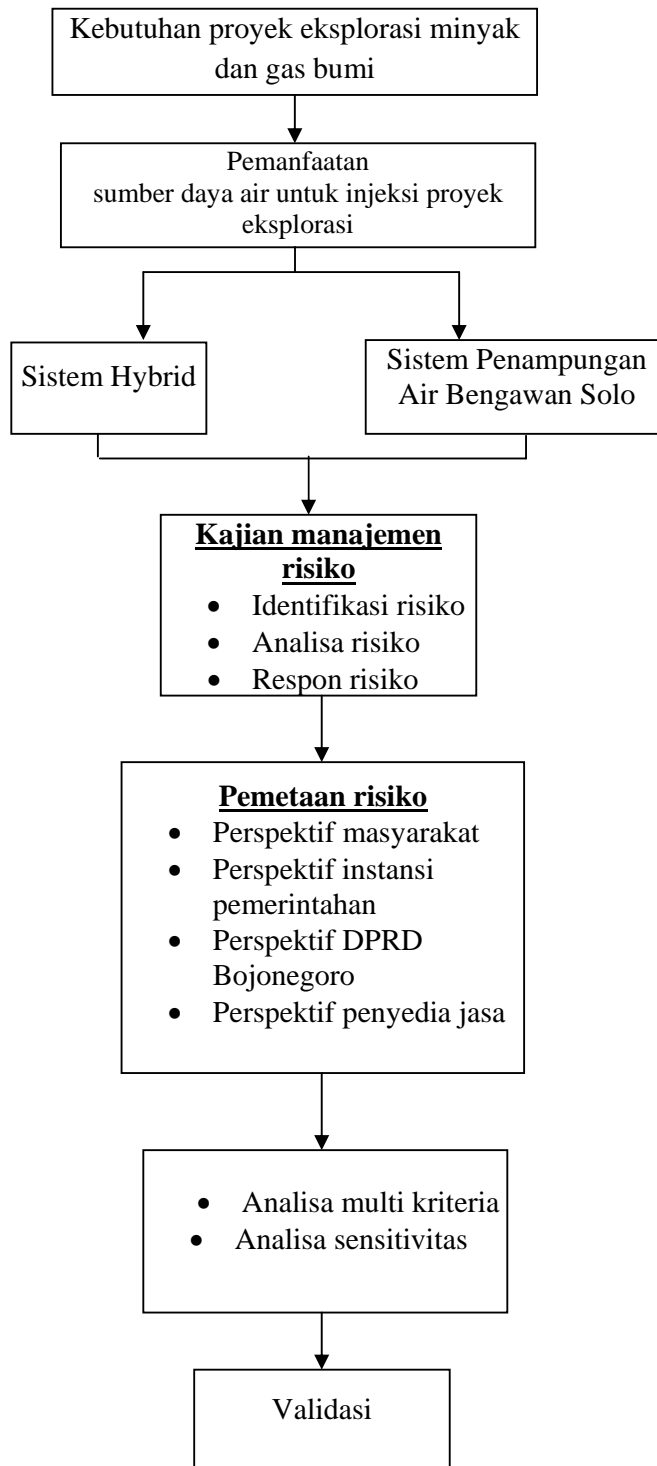 Kebutuhan proyek eksplorasi minyak
dan gas bumi
Pemanfaatan
sumber daya air untuk injeksi proyek
eksplorasi
Sistem Hybrid
Sistem Penampungan
Air Bengawan Solo
Kajian manajemen
risiko
• Identifikasi risiko
• Analisa risiko
• Respon risiko
Pemetaan risiko
• Perspektif masyarakat
• Perspektif instansi
pemerintahan
• Perspektif DPRD
Bojonegoro
• Perspektif penyedia jasa
• Analisa multi kriteria
• Analisa sensitivitas
Validasi